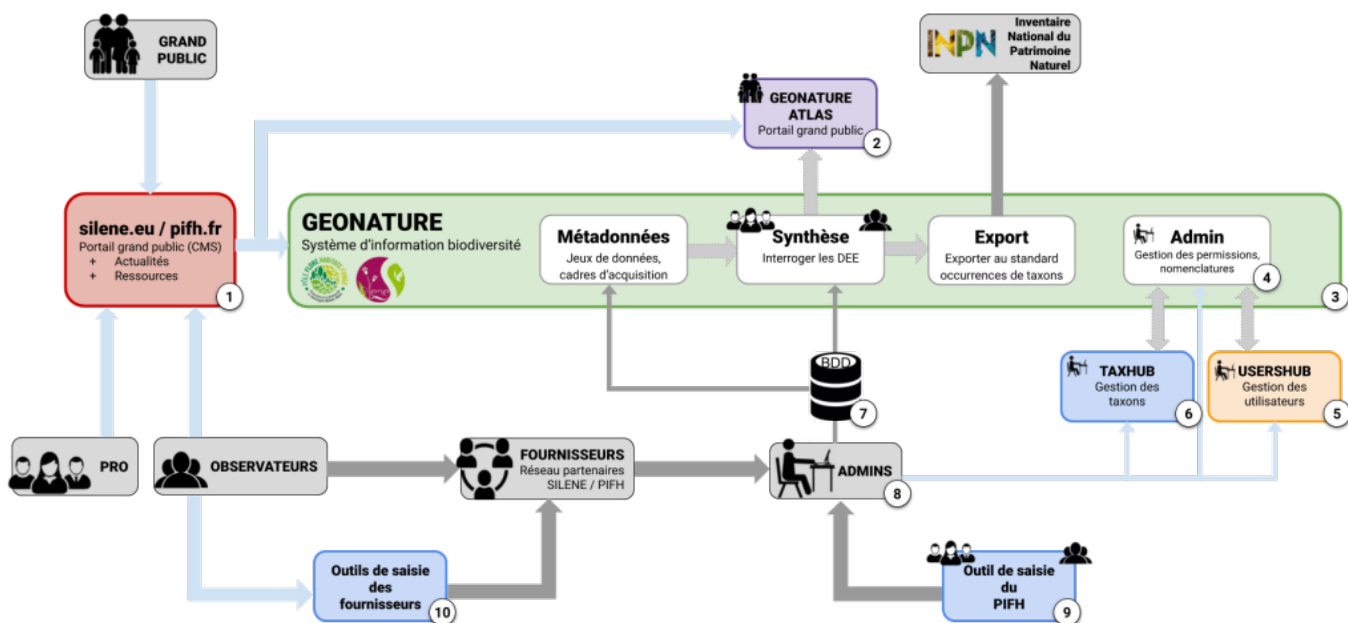 GRAND
PUBLIC
INPN
Inventaire
National du
Patrimoine
Naturel
GEONATURE
ATLAS
Portail grand public
2
silene.eu / pifh.fr
Portail grand public (CMS)
+ Actualités
+ Ressources
1
GEONATURE
Système d'information biodiversité
Métadonnées
Jeux de données,
cadres d'acquisition
Synthèse
Interroger les DEE
Export
Exporter au standard
occurrences de taxons
Admin
Gestion des permissions,
nomenclatures
4
3
BDD
7
TAXHUB
Gestion des
taxons
6
USERSHUB
Gestion des
utilisateurs
5
PRO
OBSERVATEURS
FOURNISSEURS
Réseau partenaires
SILENE / PIFH
ADMINS
8
Outils de saisie
des
fournisseurs
10
Outil de saisie
du
PIFH
9